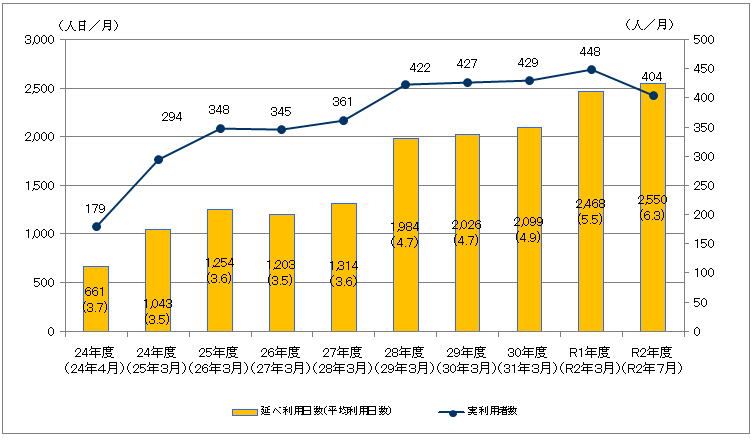 (人日／月)
(人／月)
3,000
2,500
2,000
1,500
1,000
500
0
500
450
400
350
300
250
200
150
100
50
0
179
294
348
345
361
422
427
429
448
404
661
(3.7)
1,043
(3.5)
1,254
(3.6)
1,203
(3.5)
1,314
(3.6)
1,984
(4.7)
2,026
(4.7)
2,099
(4.9)
2,468
(5.5)
2,550
(6.3)
24年度
(24年4月)
24年度
(25年3月)
25年度
(26年3月)
26年度
(27年3月)
27年度
(28年3月)
28年度
(29年3月)
29年度
(30年3月)
30年度
(31年3月)
R1年度
(R2年3月)
R2年度
(R2年7月)
延べ利用日数(平均利用日数)
実利用者数